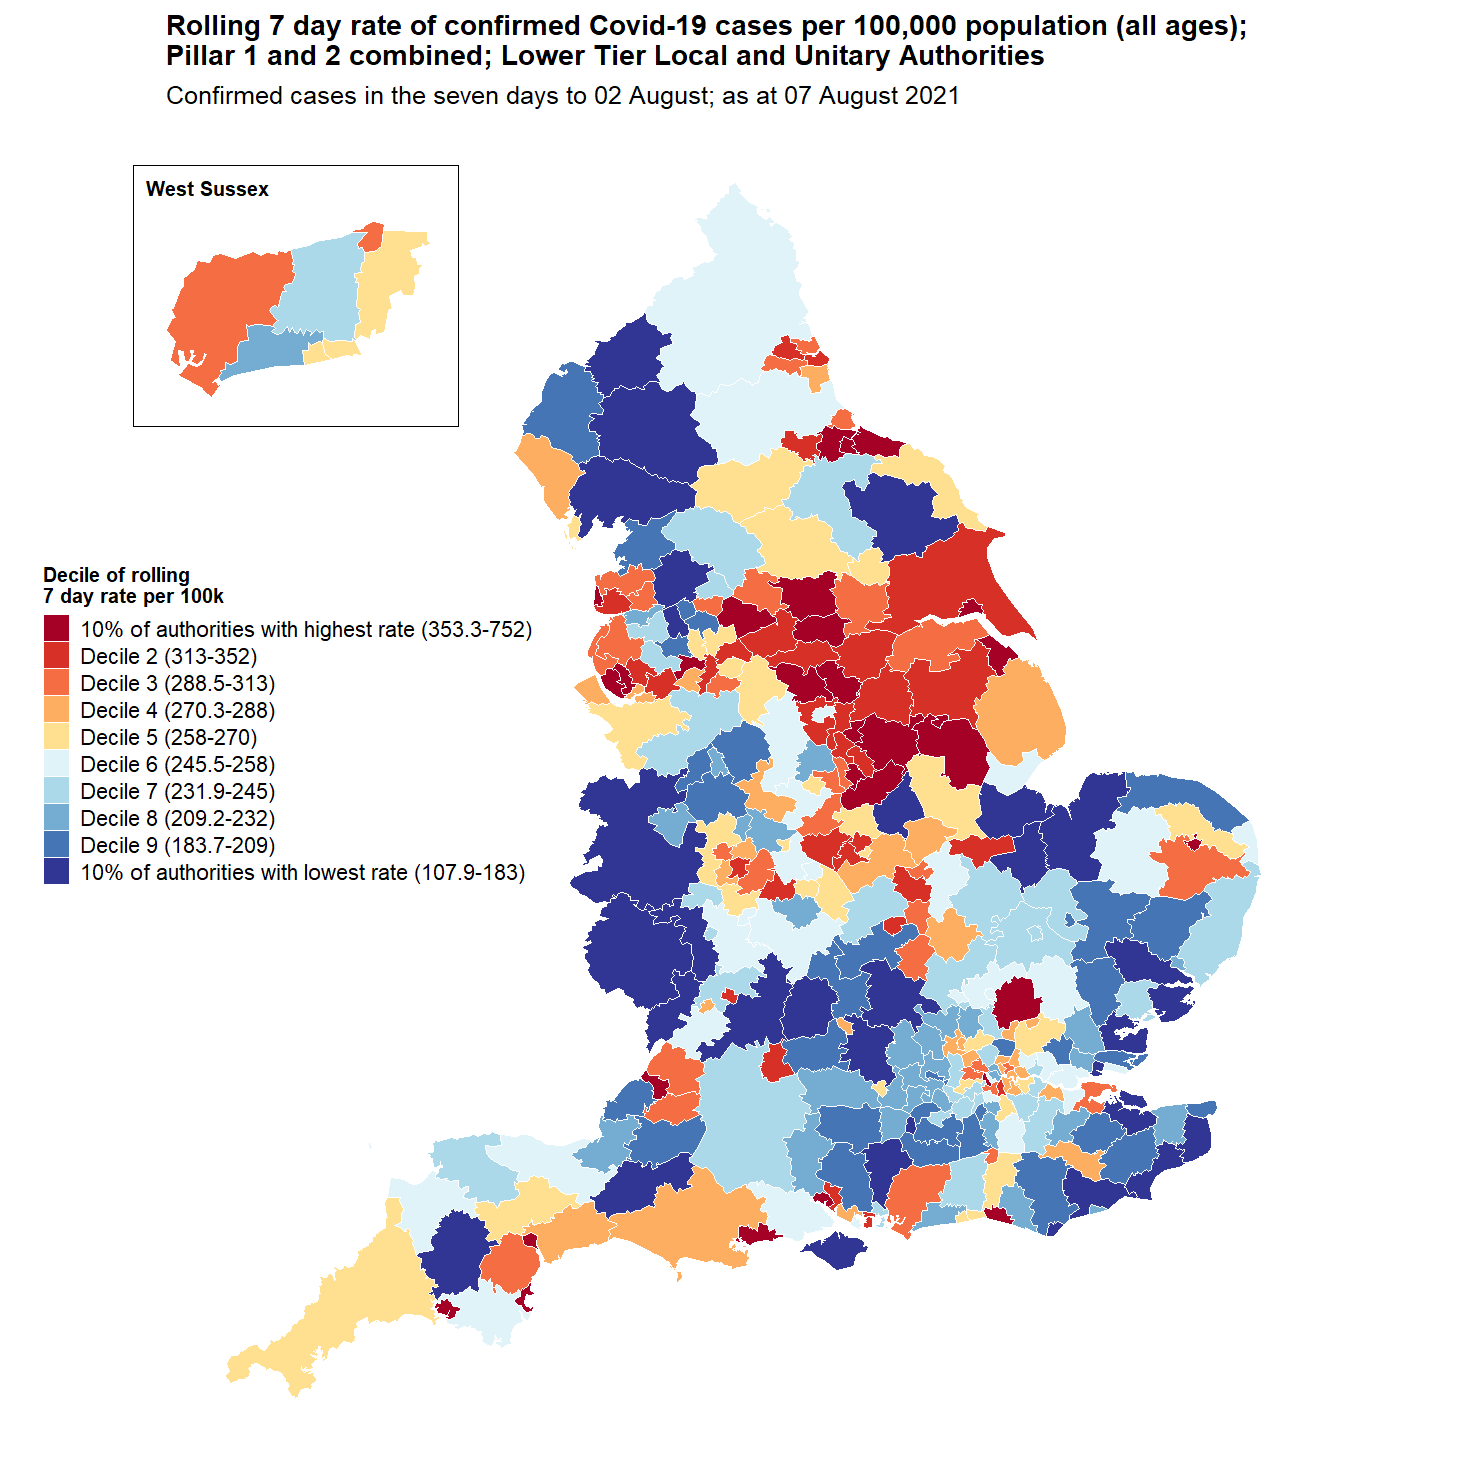 Rolling 7 day rate of confirmed Covid-19 cases per 100,000 population (all ages);
Pillar 1 and 2 combined; Lower Tier Local and Unitary Authorities
Confirmed cases in the seven days to 02 August; as at 07 August 2021
West Sussex
Decile of rolling
7 day rate per 100k
10% of authorities with highest rate (353.3-752)
Decile 2 (313-352)
Decile 3 (288.5-313)
Decile 4 (270.3-288)
Decile 5 (258-270)
Decile 6 (245.5-258)
Decile 7 (231.9-245)
Decile 8 (209.2-232)
Decile 9 (183.7-209)
10% of authorities with lowest rate (107.9-183)